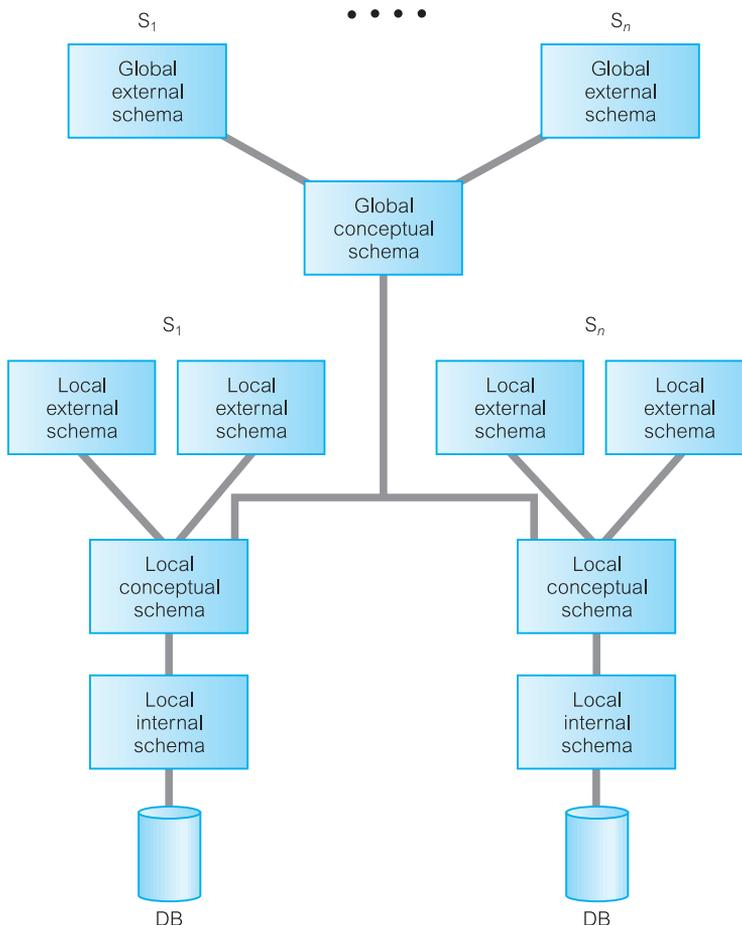 S₁
• • • •
Sₙ
Global
external
schema
Global
external
schema
Global
conceptual
schema
S₁
Sₙ
Local
external
schema
Local
external
schema
Local
external
schema
Local
external
schema
Local
conceptual
schema
Local
conceptual
schema
Local
internal
schema
Local
internal
schema
DB
DB